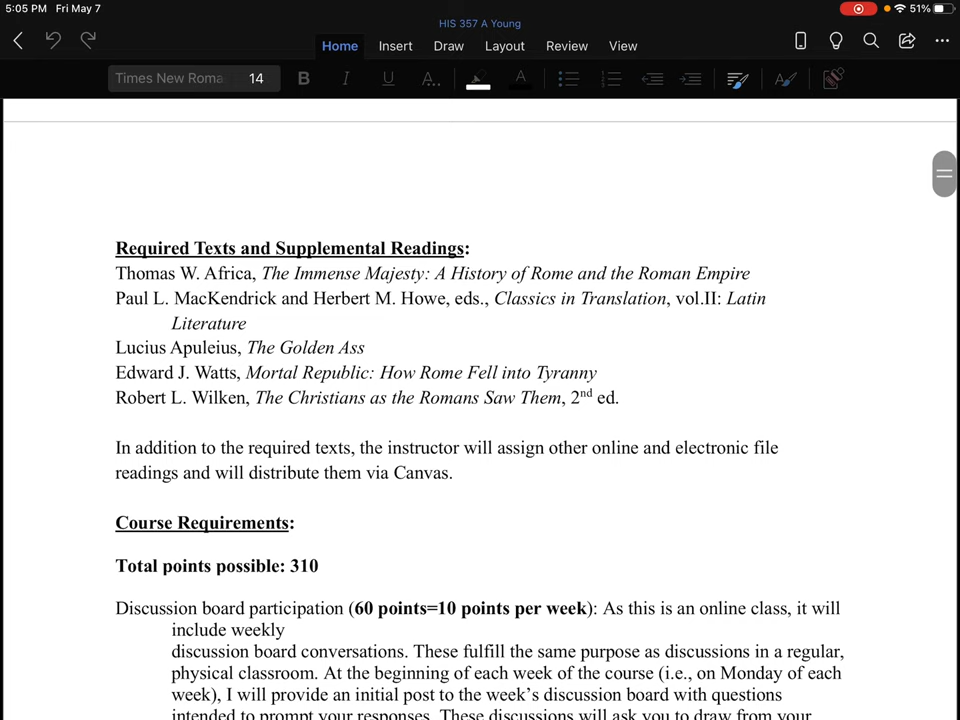 5:05 PM Fri May 7
51%
HIS 357 A Young
Home Insert Draw Layout Review View
Times New Roma 14 B I U A... A
Required Texts and Supplemental Readings:
Thomas W. Africa, The Immense Majesty: A History of Rome and the Roman Empire
Paul L. MacKendrick and Herbert M. Howe, eds., Classics in Translation, vol.II: Latin
Literature
Lucius Apuleius, The Golden Ass
Edward J. Watts, Mortal Republic: How Rome Fell into Tyranny
Robert L. Wilken, The Christians as the Romans Saw Them, 2nd ed.
In addition to the required texts, the instructor will assign other online and electronic file
readings and will distribute them via Canvas.
Course Requirements:
Total points possible: 310
Discussion board participation (60 points=10 points per week): As this is an online class, it will
include weekly
discussion board conversations. These fulfill the same purpose as discussions in a regular,
physical classroom. At the beginning of each week of the course (i.e., on Monday of each
week), I will provide an initial post to the week's discussion board with questions
intended to prompt your responses. These discussions will ask you to draw from your